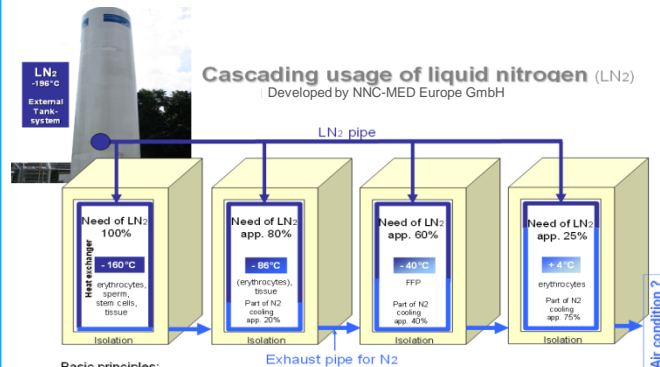 LN2
-196°C
External
Tank-
system
Cascading usage of liquid nitrogen (LN2)
Developed by NNC-MED Europe GmbH
LN2 pipe
Need of LN2
100%
Heat exchanger
- 160°C
erythrocytes,
sperm,
stem cells,
tissue
Isolation
Need of LN2
app. 80%
- 86°C
(erythrocytes),
tissue
Part of N2
cooling
app. 20%
Isolation
Need of LN2
app. 60%
- 40°C
FFP
Part of N2
cooling
app. 40%
Isolation
Need of LN2
app. 25%
+ 4°C
erythrocytes
Part of N2
cooling
app. 75%
Isolation
Air condition ?
Exhaust pipe for N2
Basic principles: